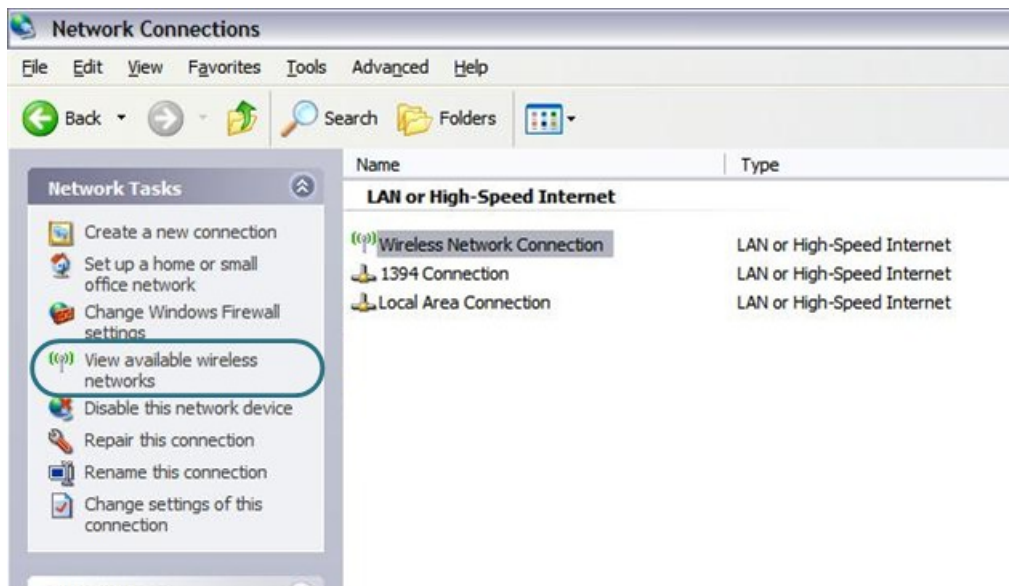 Network Connections
File Edit View Favorites Tools Advanced Help
Back Search Folders
Name Type
Network Tasks
LAN or High-Speed Internet
Create a new connection
Set up a home or small
office network
Change Windows Firewall
settings
View available wireless
networks
Disable this network device
Repair this connection
Rename this connection
Change settings of this
connection
Wireless Network Connection LAN or High-Speed Internet
1394 Connection LAN or High-Speed Internet
Local Area Connection LAN or High-Speed Internet